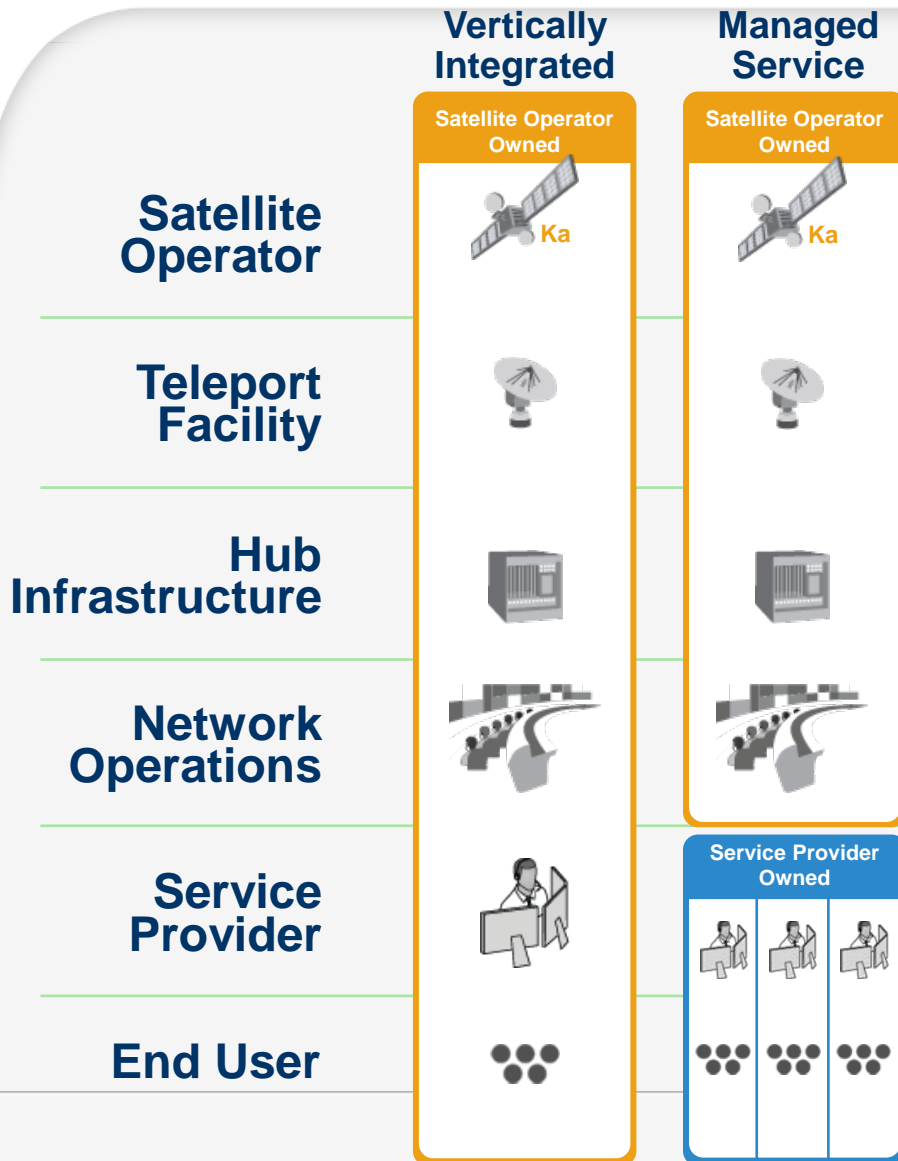 Vertically
Integrated
Managed
Service
Satellite Operator
Owned
Satellite Operator
Owned
Satellite
Operator
Ka
Ka
Teleport
Facility
Hub
Infrastructure
Network
Operations
Service Provider
Owned
Service
Provider
End User